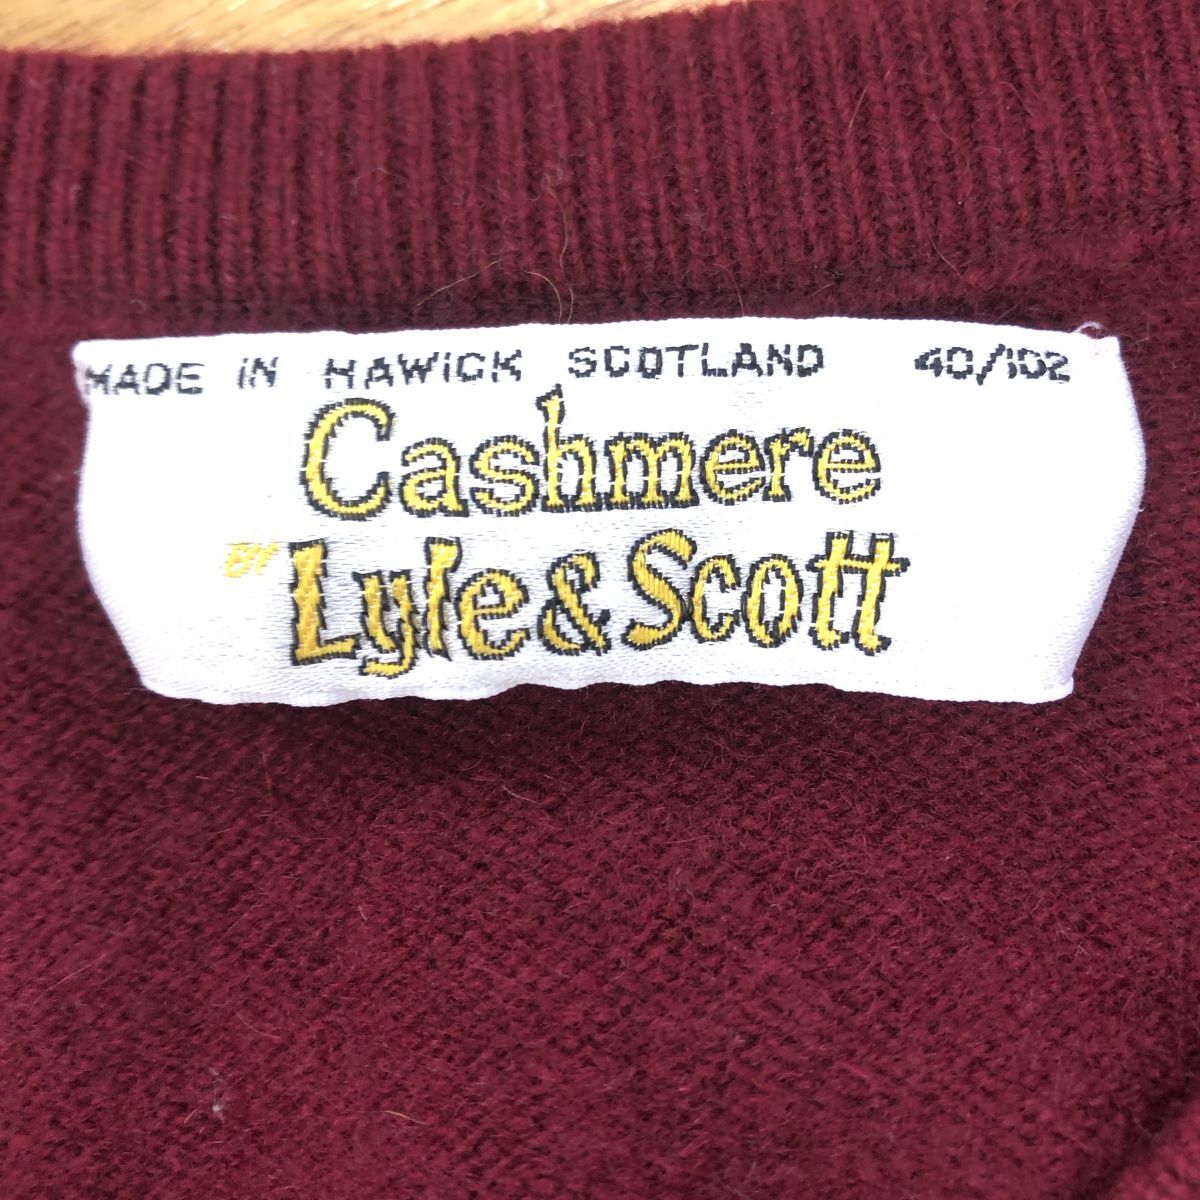 MADE iN HAWiCK SCOTLAND 40/102
Cashmere
BY Lyle & Scott